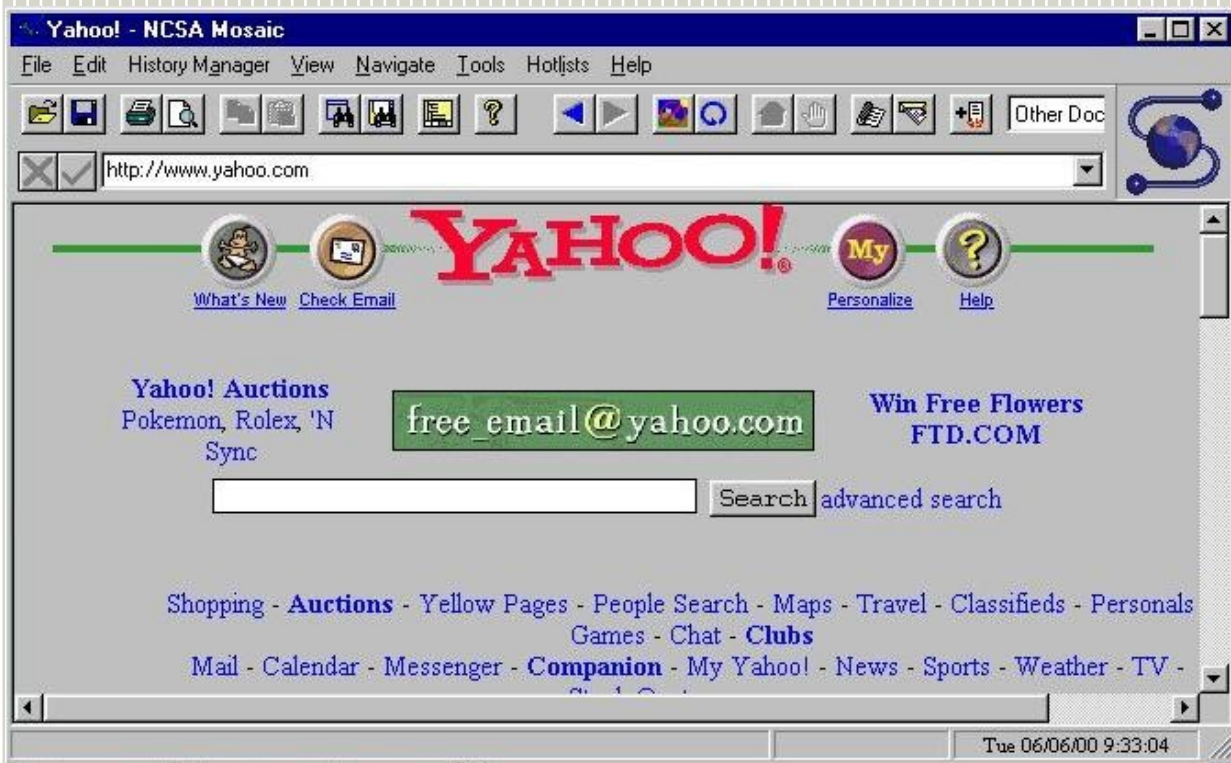 Yahoo! - NCSA Mosaic
File Edit History Manager View Navigate Tools Hotlists Help
Other Doc
http://www.yahoo.com
YAHOO!®
My
What's New Check Email Personalize Help
Yahoo! Auctions
Pokemon, Rolex, 'N
Sync
free_email@yahoo.com
Win Free Flowers
FTD.COM
Search advanced search
Shopping - Auctions - Yellow Pages - People Search - Maps - Travel - Classifieds - Personals
Games - Chat - Clubs
Mail - Calendar - Messenger - Companion - My Yahoo! - News - Sports - Weather - TV -
Tue 06/06/00 9:33:04